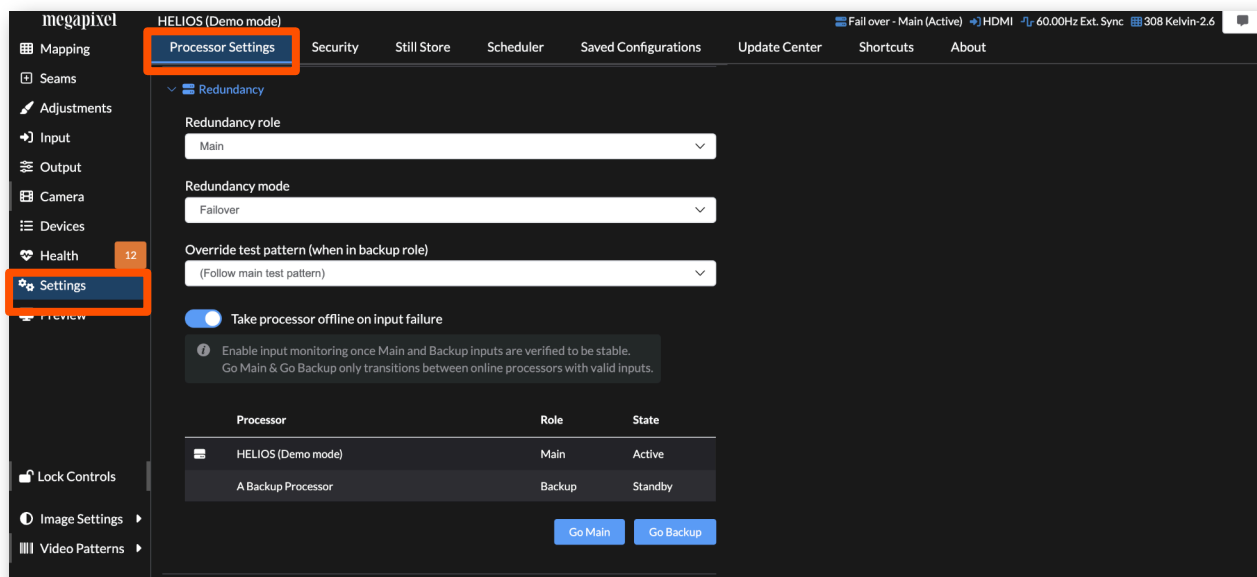 megapixel
HELIOS (Demo mode)
Fail over - Main (Active) HDMI 60.00Hz Ext. Sync 308 Kelvin-2.6
Mapping
Seams
Adjustments
Input
Output
Camera
Devices
Health 12
Settings
Preview
Lock Controls
Image Settings
Video Patterns
Processor Settings Security Still Store Scheduler Saved Configurations Update Center Shortcuts About
Redundancy
Redundancy role
Main
Redundancy mode
Failover
Override test pattern (when in backup role)
(Follow main test pattern)
Take processor offline on input failure
Enable input monitoring once Main and Backup inputs are verified to be stable.
Go Main & Go Backup only transitions between online processors with valid inputs.
Processor Role State
HELIOS (Demo mode) Main Active
A Backup Processor Backup Standby
Go Main Go Backup